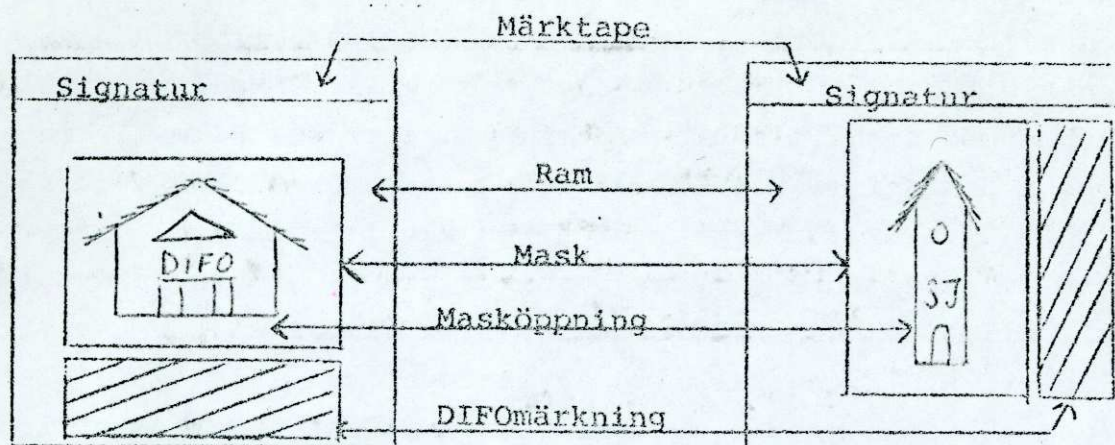 Märktape
Signatur
Signatur
Ram
Mask
DIFO
SJ
Masköppning
DIFOmärkning